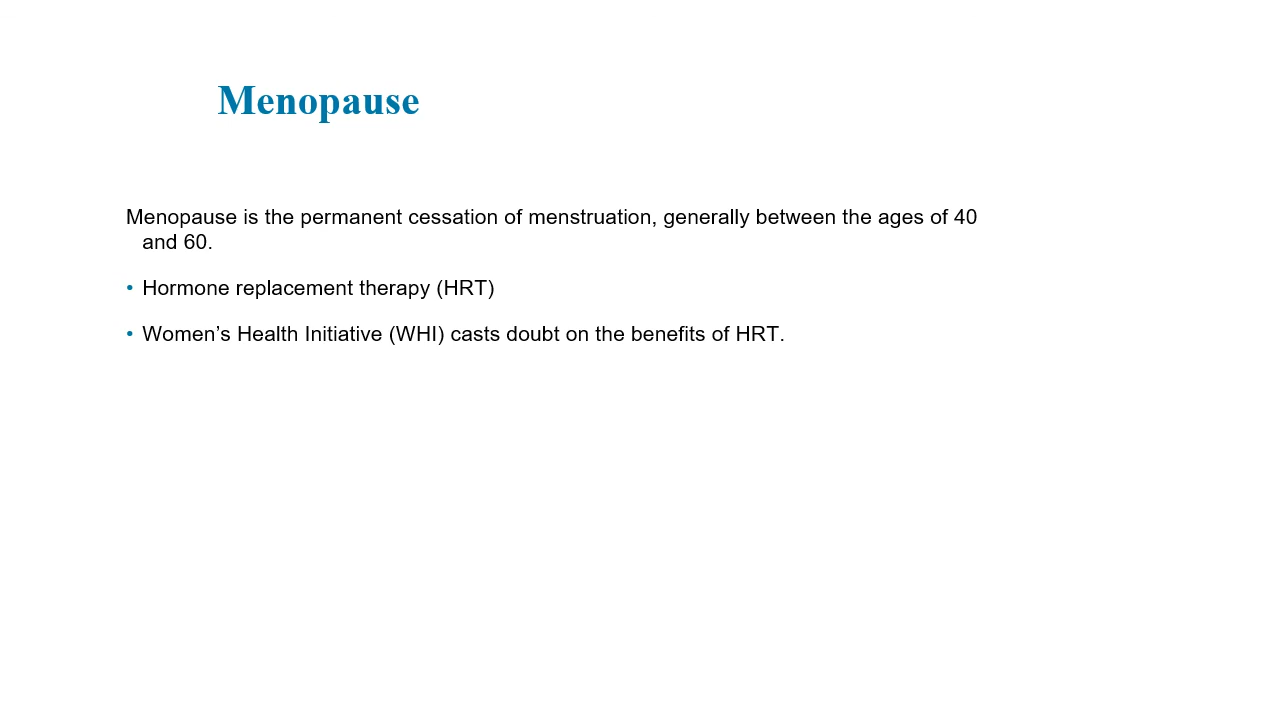 Menopause
Menopause is the permanent cessation of menstruation, generally between the ages of 40
and 60.
• Hormone replacement therapy (HRT)
• Women’s Health Initiative (WHI) casts doubt on the benefits of HRT.